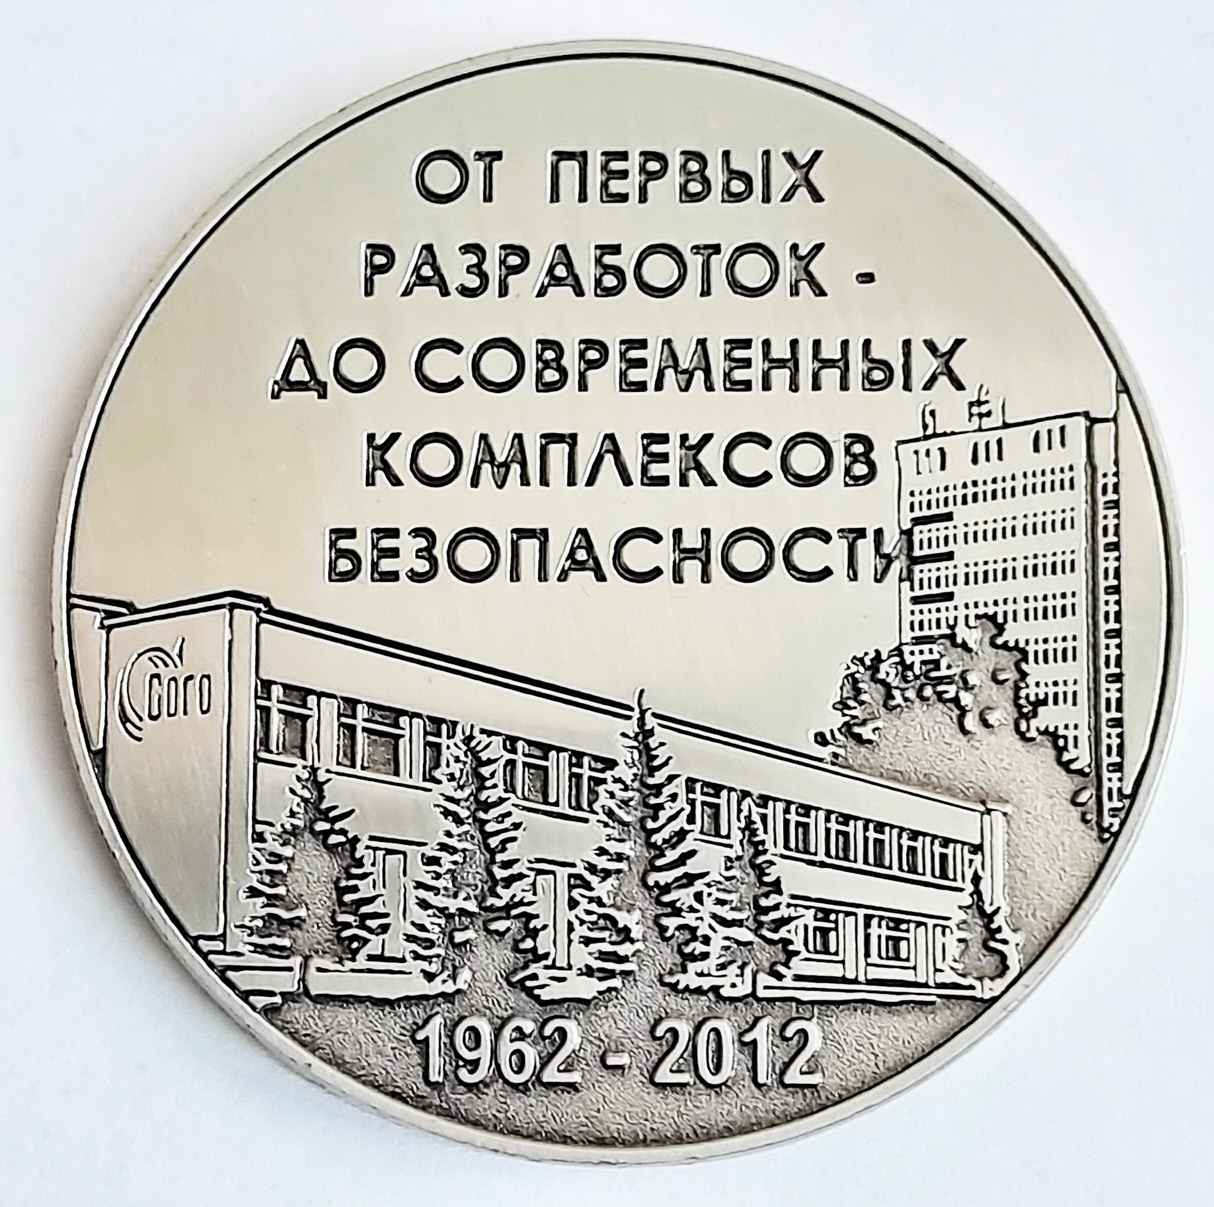 ОТ ПЕРВЫХ
РАЗРАБОТОК -
ДО СОВРЕМЕННЫХ
КОМПЛЕКСОВ
БЕЗОПАСНОСТИ
1962 - 2012